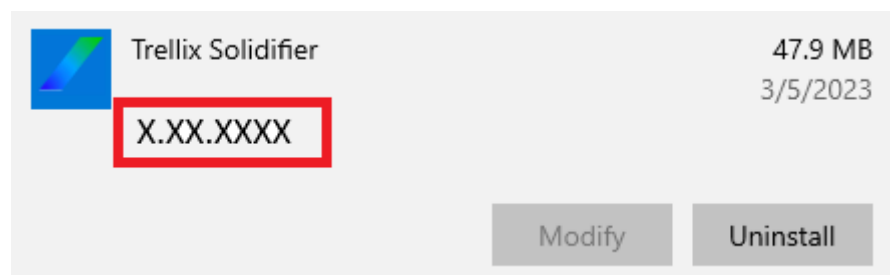 Trellix Solidifier 47.9 MB
3/5/2023
X.XX.XXXX
Modify Uninstall